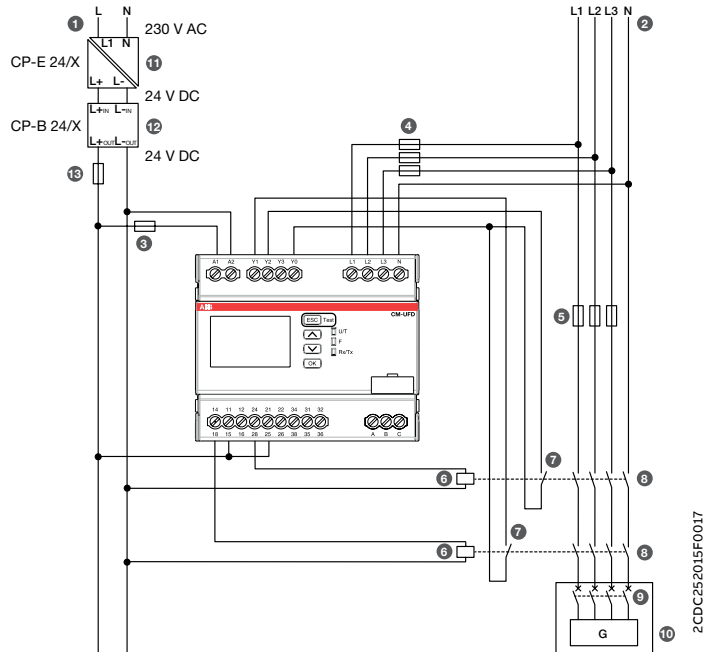 L N
1
230 V AC
L1 L2 L3 N
2
L1 N
CP-E 24/X
11
L+ L-
24 V DC
L+IN L-IN
CP-B 24/X
12
L+OUT L-OUT
24 V DC
4
13
3
A1 A2 Y1 Y2 Y3 Y0 L1 L2 L3 N
ABB
CM-UFD
ESC Test
U/T
F
Rx/Tx
OK
5
14 11 12 24 21 22 34 31 32
18 15 16 28 25 26 38 35 36
A B C
7
6
8
7
6
8
9
G
10
2CDC252015F0017